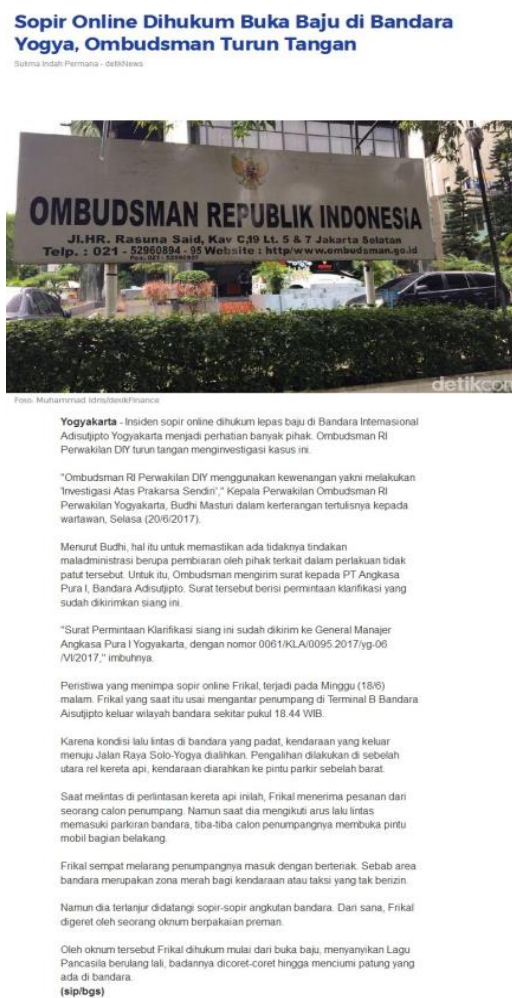 Sopir Online Dihukum Buka Baju di Bandara
Yogya, Ombudsman Turun Tangan
Sukma Indah Permana - detikNews
OMBUDSMAN REPUBLIK INDONESIA
Jl.HR. Rasuna Said, Kav C,19 Lt. 5 & 7 Jakarta Selatan
Telp. : 021 - 52960894 - 95 Website : http/www.ombudsman.go.id
detikcom
Foto: Muhammad Idris/detikFinance
Yogyakarta - Insiden sopir online dihukum lepas baju di Bandara Internasional
Adisutjipto Yogyakarta menjadi perhatian banyak pihak. Ombudsman RI
Perwakilan DIY turun tangan menginvestigasi kasus ini.
"Ombudsman RI Perwakilan DIY menggunakan kewenangan yakni melakukan
'Investigasi Atas Prakarsa Sendiri'," Kepala Perwakilan Ombudsman RI
Perwakilan Yogyakarta, Budhi Masturi dalam kerterangan tertulisnya kepada
wartawan, Selasa (20/6/2017).
Menurut Budhi, hal itu untuk memastikan ada tidaknya tindakan
maladministrasi berupa pembiaran oleh pihak terkait dalam perlakuan tidak
patut tersebut. Untuk itu, Ombudsman mengirim surat kepada PT Angkasa
Pura I, Bandara Adisutjipto. Surat tersebut berisi permintaan klarifikasi yang
sudah dikirimkan siang ini.
"Surat Permintaan Klarifikasi siang ini sudah dikirim ke General Manajer
Angkasa Pura I Yogyakarta, dengan nomor 0061/KLA/0095.2017/yg-06
/VI/2017," imbuhnya.
Peristiwa yang menimpa sopir online Frikal, terjadi pada Minggu (18/6)
malam. Frikal yang saat itu usai mengantar penumpang di Terminal B Bandara
Aisutjipto keluar wilayah bandara sekitar pukul 18.44 WIB.
Karena kondisi lalu lintas di bandara yang padat, kendaraan yang keluar
menuju Jalan Raya Solo-Yogya dialihkan. Pengalihan dilakukan di sebelah
utara rel kereta api, kendaraan diarahkan ke pintu parkir sebelah barat.
Saat melintas di perlintasan kereta api inilah, Frikal menerima pesanan dari
seorang calon penumpang. Namun saat dia mengikuti arus lalu lintas
memasuki parkiran bandara, tiba-tiba calon penumpangnya membuka pintu
mobil bagian belakang.
Frikal sempat melarang penumpangnya masuk dengan berteriak. Sebab area
bandara merupakan zona merah bagi kendaraan atau taksi yang tak berizin.
Namun dia terlanjur didatangi sopir-sopir angkutan bandara. Dari sana, Frikal
digeret oleh seorang oknum berpakaian preman.
Oleh oknum tersebut Frikal dihukum mulai dari buka baju, menyanyikan Lagu
Pancasila berulang lali, badannya dicoret-coret hingga menciumi patung yang
ada di bandara.
(sip/bgs)